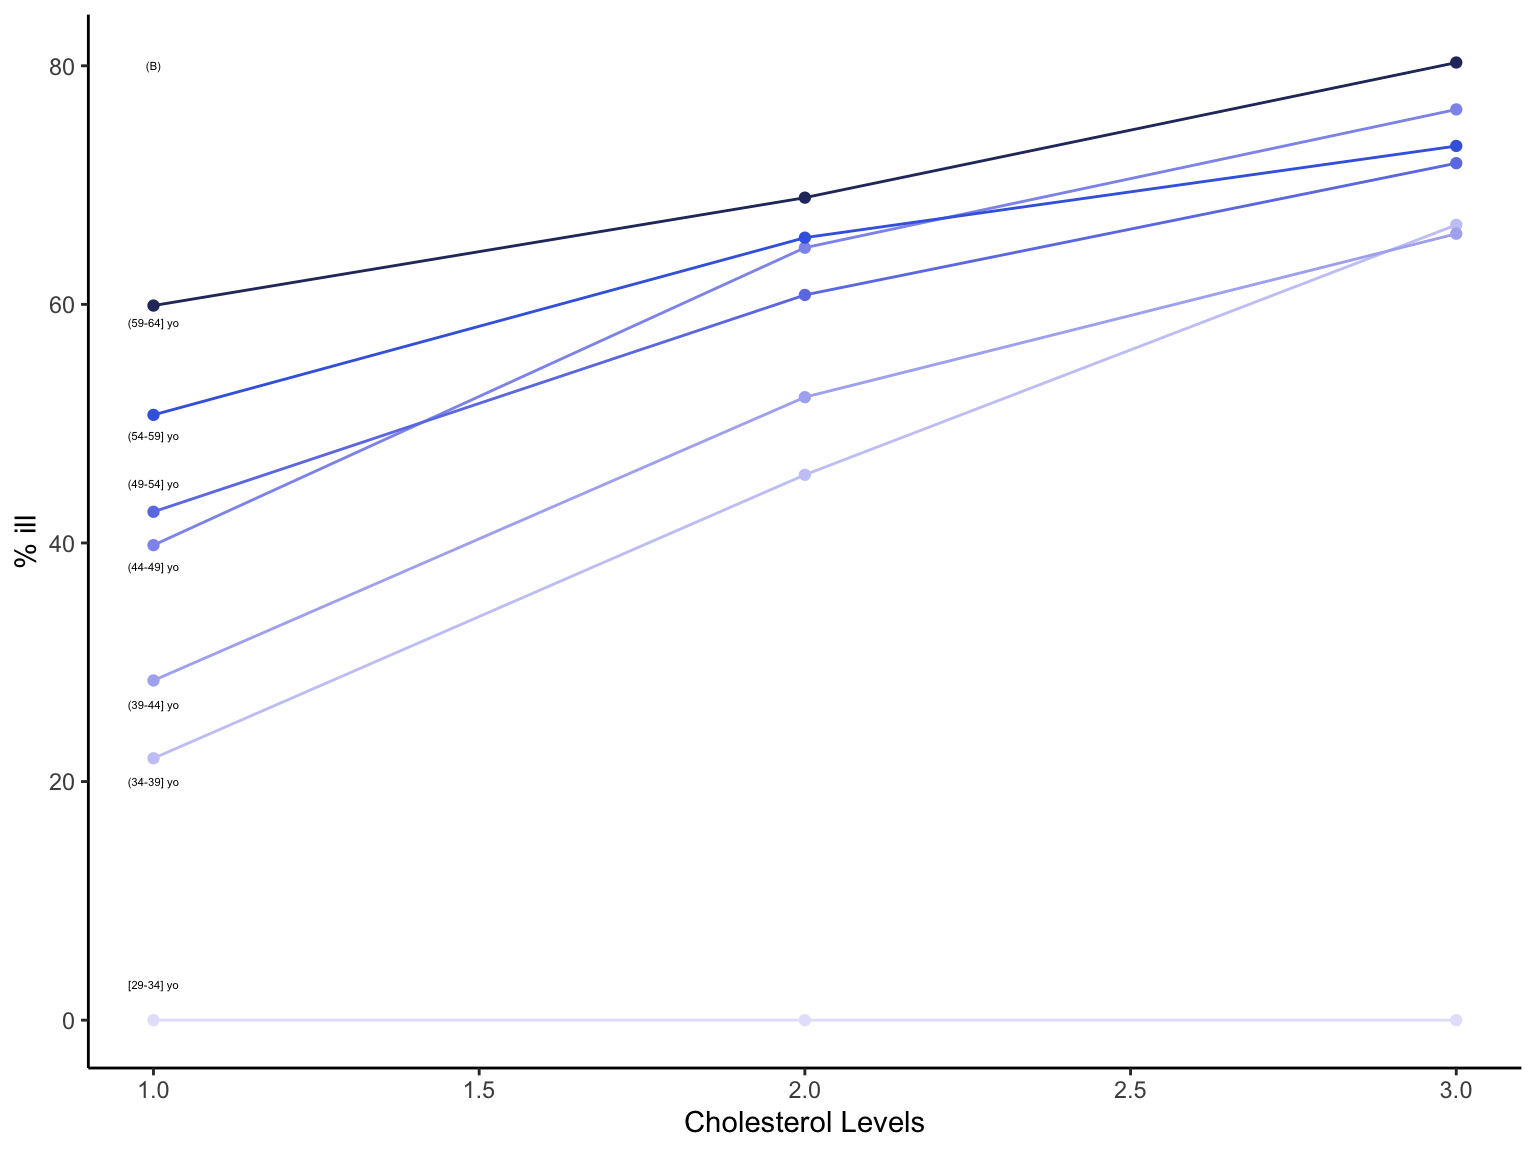 (B)
80
60
40
20
0
% ill
(59-64] yo
(54-59] yo
(49-54] yo
(44-49] yo
(39-44] yo
(34-39] yo
[29-34] yo
1.0 1.5 2.0 2.5 3.0
Cholesterol Levels